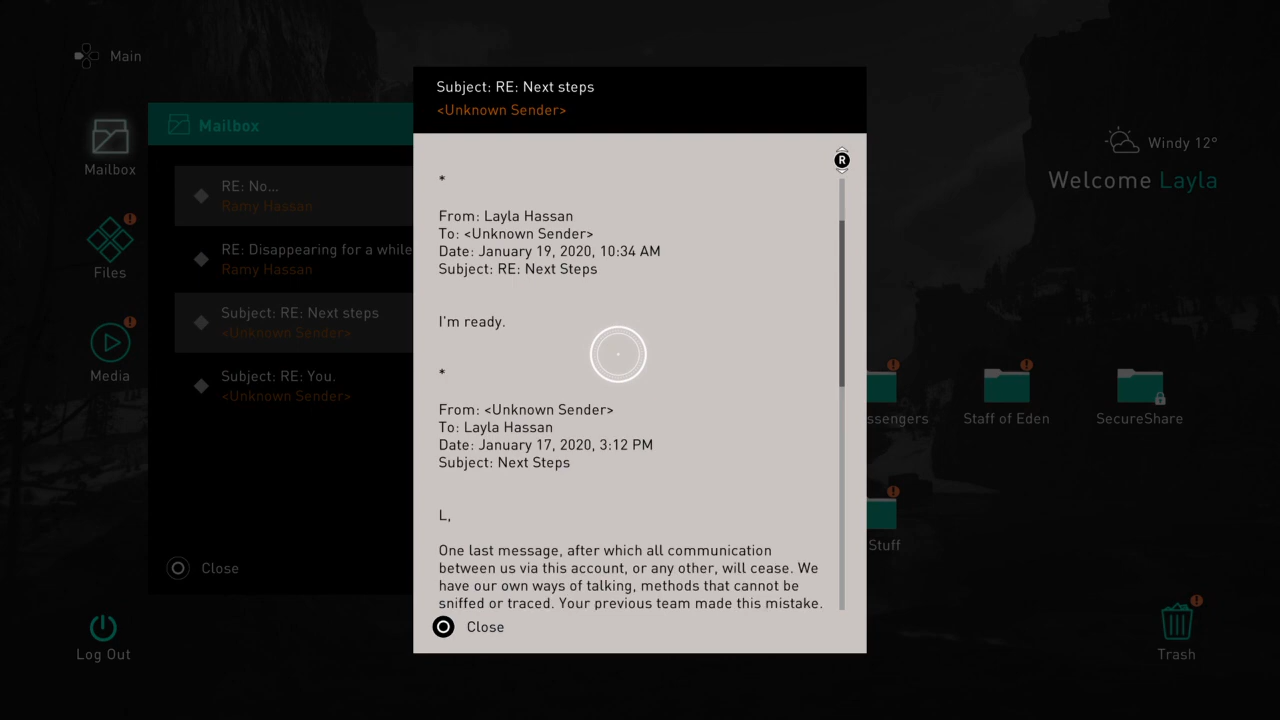 Main
Subject: RE: Next steps
<Unknown Sender>
Mailbox
Mailbox
Windy 12°
Welcome Layla
R
*
RE: No...
Ramy Hassan
From: Layla Hassan
To: <Unknown Sender>
Date: January 19, 2020, 10:34 AM
Subject: RE: Next Steps
Files
RE: Disappearing for a while
Ramy Hassan
I'm ready.
Subject: RE: Next steps
<Unknown Sender>
Media
*
Subject: RE: You.
<Unknown Sender>
From: <Unknown Sender>
To: Layla Hassan
Date: January 17, 2020, 3:12 PM
Subject: Next Steps
ssengers
Staff of Eden
SecureShare
L,
One last message, after which all communication
between us via this account, or any other, will cease. We
have our own ways of talking, methods that cannot be
sniffed or traced. Your previous team made this mistake.
Stuff
Close
Close
Log Out
Trash